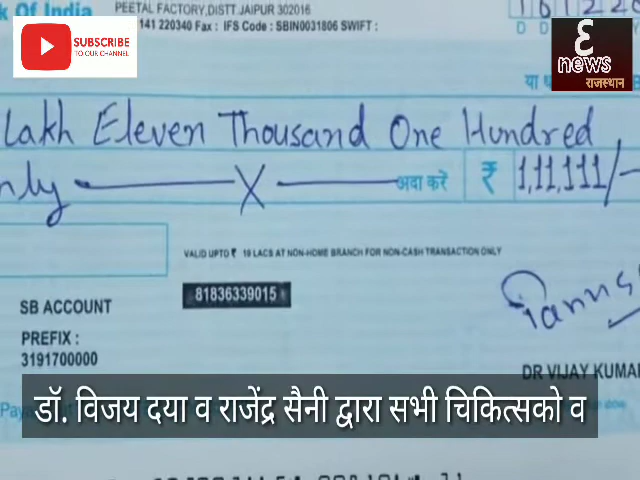 of India
PEETAL FACTORY,DISTT.JAIPUR 302016
141 220340 Fax : IFS Code : SBIN0031806 SWIFT :
SUBSCRIBE
TO OUR CHANNEL
news
राजस्थान
या
Lakh Eleven Thousand One Hundred
अदा करें ₹ 1,11,111/-
VALID UPTO ₹ 10 LACS AT NON-HOME BRANCH FOR NON-CASH TRANSACTION ONLY
81836339015
SB ACCOUNT
PREFIX :
3191700000
DR VIJAY KUMAR
डॉ. विजय दया व राजेंद्र सैनी द्वारा सभी चिकित्सको व